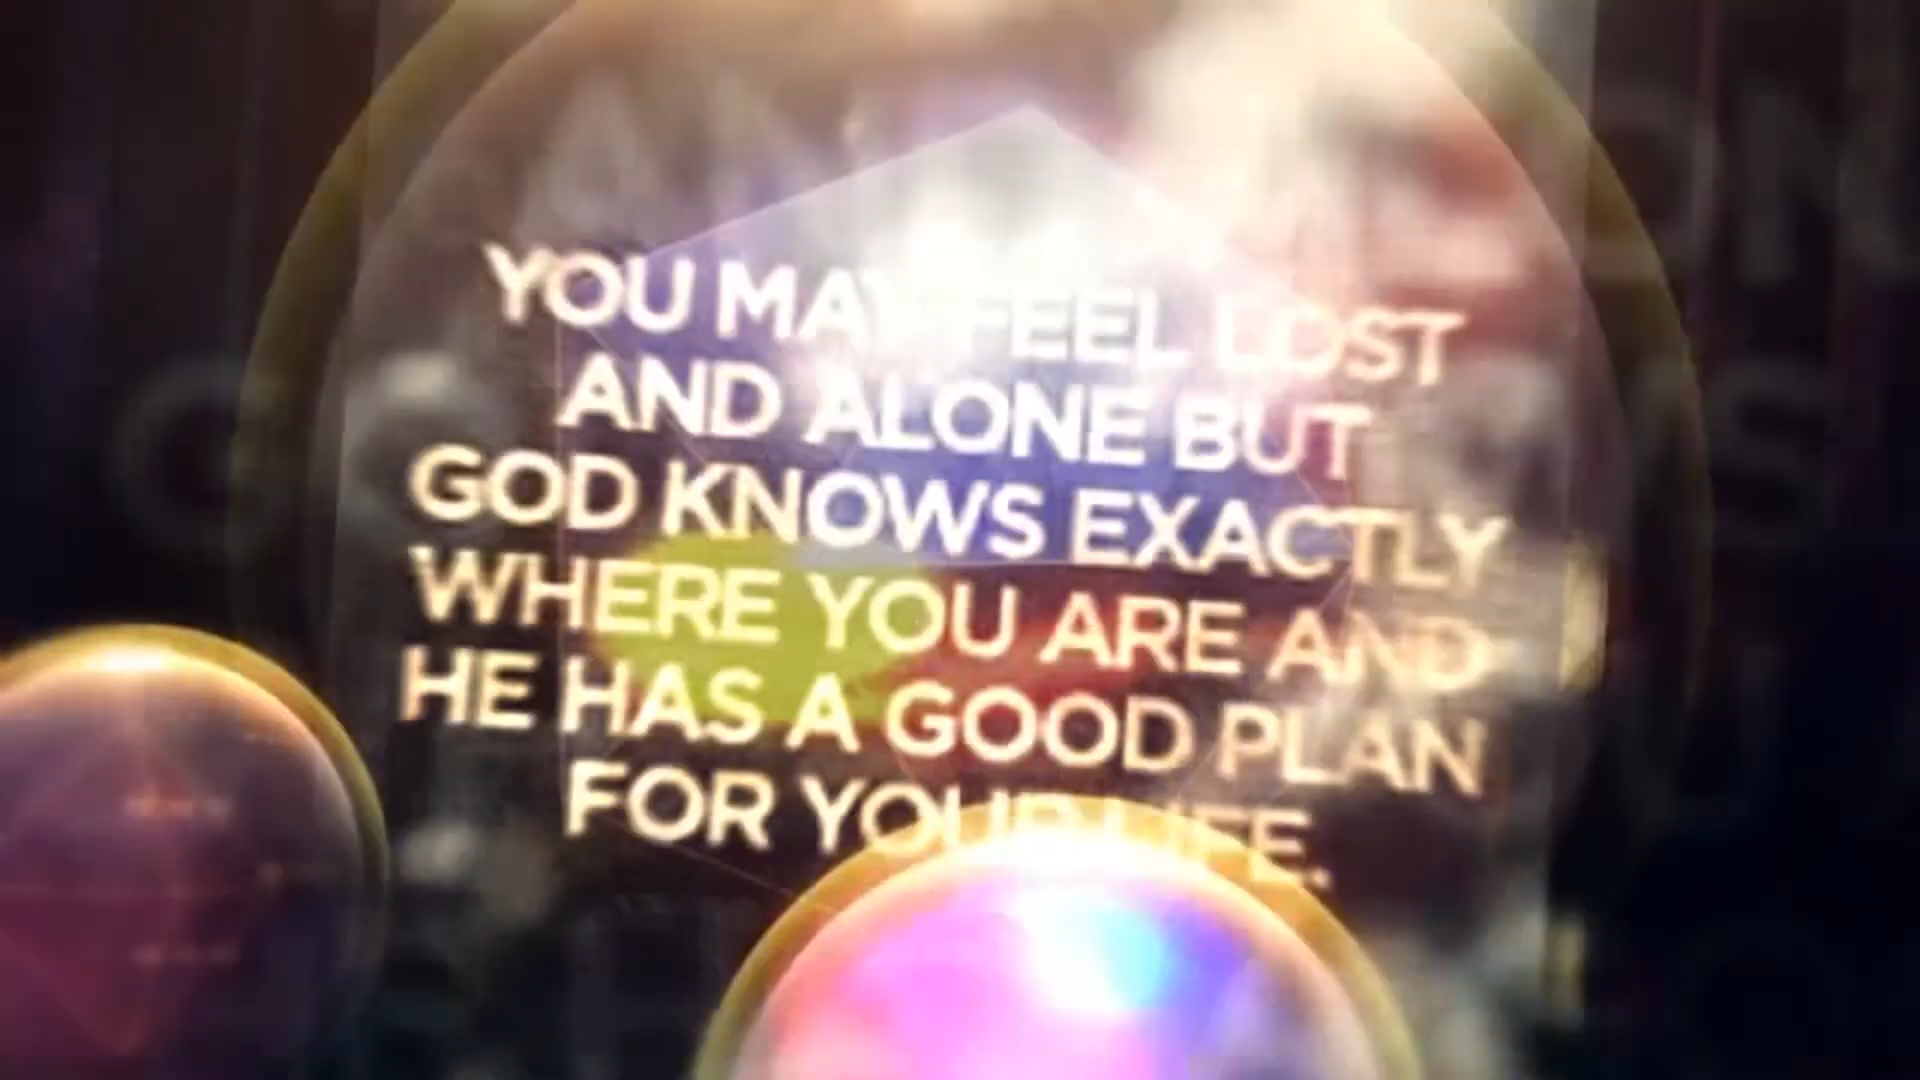 YOU MAY FEEL LOST
AND ALONE BUT
GOD KNOWS EXACTLY
WHERE YOU ARE AND
HE HAS A GOOD PLAN
FOR YOUR LIFE.